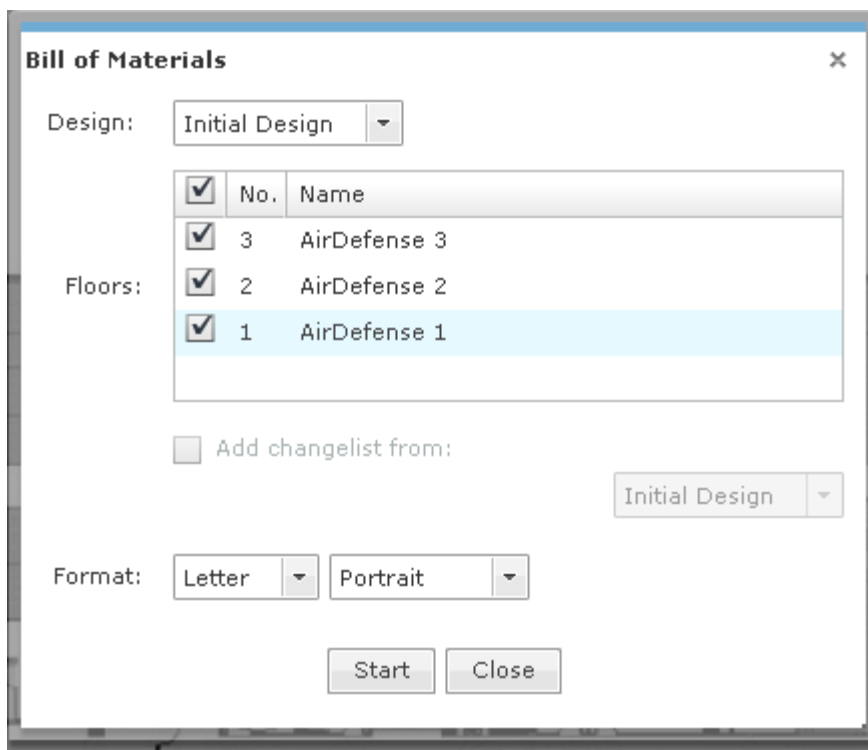 Bill of Materials
Design: Initial Design
No. Name
3 AirDefense 3
Floors: 2 AirDefense 2
1 AirDefense 1
Add changelist from:
Initial Design
Format: Letter Portrait
Start Close